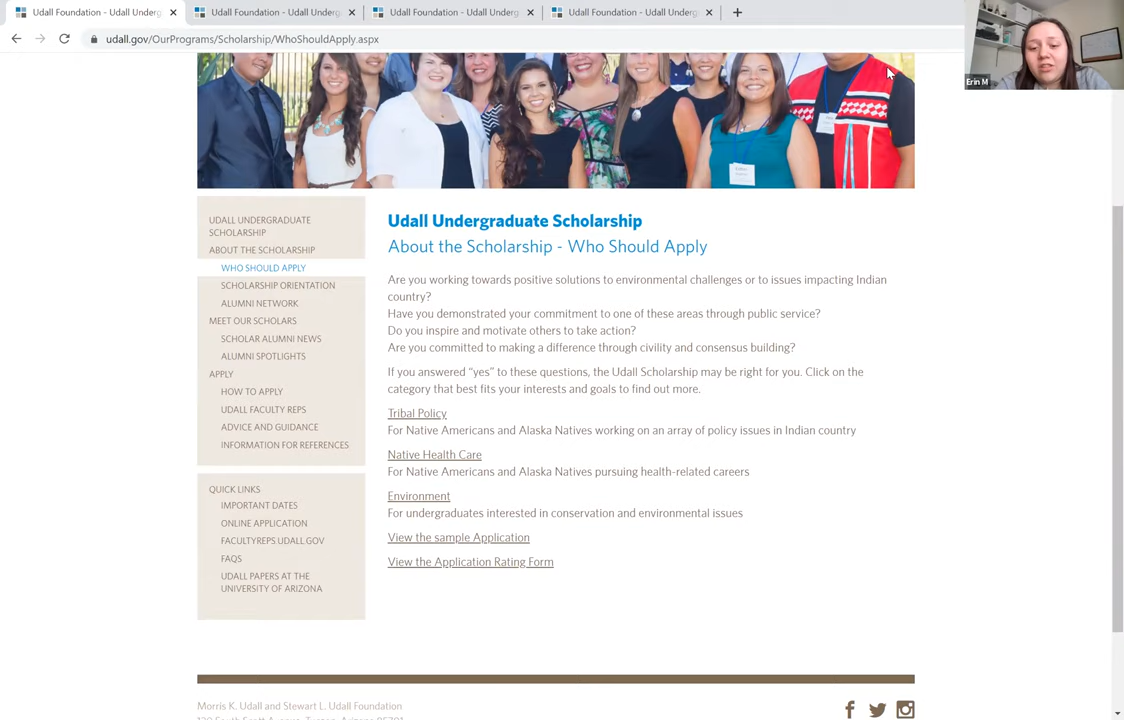 Udall Foundation - Udall Underg
Udall Foundation - Udall Underg
Udall Foundation - Udall Underg
Udall Foundation - Udall Underg
udall.gov/OurPrograms/Scholarship/WhoShouldApply.aspx
Erin M
UDALL UNDERGRADUATE
SCHOLARSHIP
ABOUT THE SCHOLARSHIP
WHO SHOULD APPLY
SCHOLARSHIP ORIENTATION
ALUMNI NETWORK
MEET OUR SCHOLARS
SCHOLAR ALUMNI NEWS
ALUMNI SPOTLIGHTS
APPLY
HOW TO APPLY
UDALL FACULTY REPS
ADVICE AND GUIDANCE
INFORMATION FOR REFERENCES
QUICK LINKS
IMPORTANT DATES
ONLINE APPLICATION
FACULTYREPS.UDALL.GOV
FAQS
UDALL PAPERS AT THE
UNIVERSITY OF ARIZONA
Udall Undergraduate Scholarship
About the Scholarship - Who Should Apply
Are you working towards positive solutions to environmental challenges or to issues impacting Indian
country?
Have you demonstrated your commitment to one of these areas through public service?
Do you inspire and motivate others to take action?
Are you committed to making a difference through civility and consensus building?
If you answered "yes" to these questions, the Udall Scholarship may be right for you. Click on the
category that best fits your interests and goals to find out more.
Tribal Policy
For Native Americans and Alaska Natives working on an array of policy issues in Indian country
Native Health Care
For Native Americans and Alaska Natives pursuing health-related careers
Environment
For undergraduates interested in conservation and environmental issues
View the sample Application
View the Application Rating Form
Morris K. Udall and Stewart L. Udall Foundation
130 South Scott Avenue, Tucson, Arizona 85701